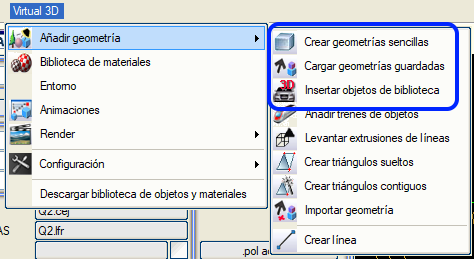 Virtual 3D
Añadir geometría
Biblioteca de materiales
Entorno
Animaciones
Render
Configuración
Descargar biblioteca de objetos y materiales
Crear geometrías sencillas
Cargar geometrías guardadas
3D
Insertar objetos de biblioteca
Añadir trenes de objetos
Levantar extrusiones de líneas
Crear triángulos sueltos
Crear triángulos contiguos
Importar geometría
Crear línea
Q2.cej
AS
Q2.lfr
.pol